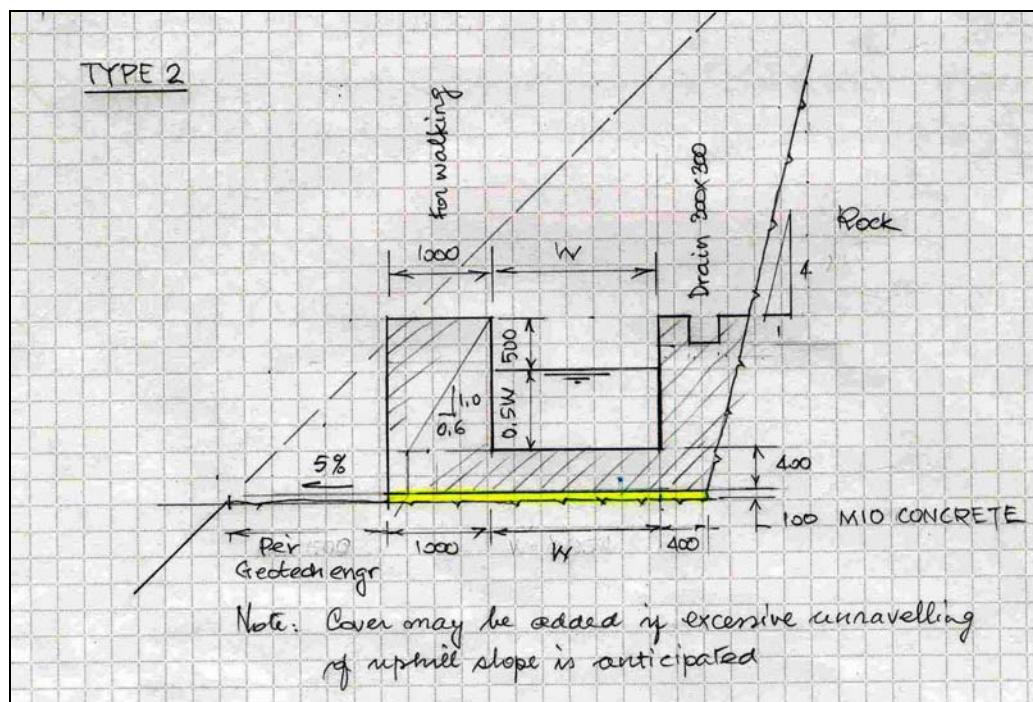 TYPE 2
For walking
Drain 300x300
Rock
1000
W
4
1
500
1.0
0.6
0.5W
5%
400
100 M10 CONCRETE
1000
W
400
Per
Geotech engr
Note: Cover may be added if excessive unravelling
of uphill slope is anticipated